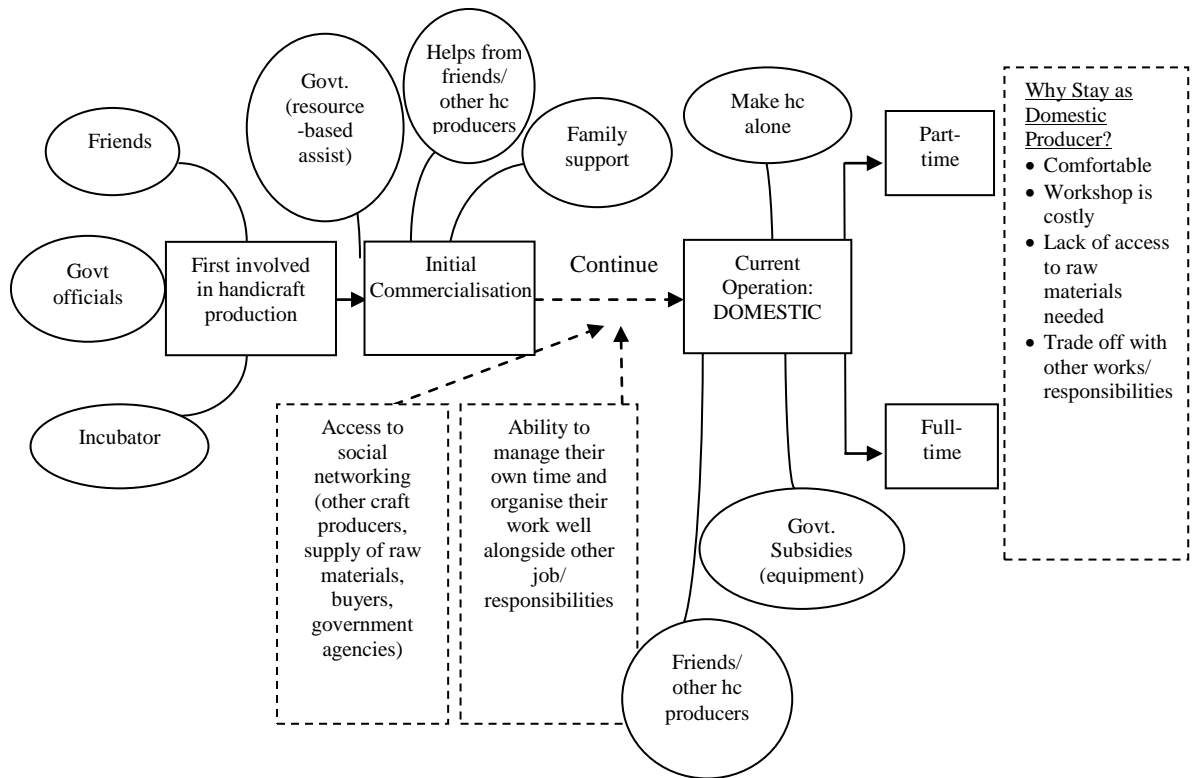 Friends
Govt
officials
Incubator
First involved
in handicraft
production
Govt.
(resource
-based
assist)
Helps from
friends/
other hc
producers
Family
support
Initial
Commercialisation
Continue
Access to
social
networking
(other craft
producers,
supply of raw
materials,
buyers,
government
agencies)
Ability to
manage their
own time and
organise their
work well
alongside other
job/
responsibilities
Make hc
alone
Current
Operation:
DOMESTIC
Govt.
Subsidies
(equipment)
Friends/
other hc
producers
Part-
time
Full-
time
Why Stay as
Domestic
Producer?
• Comfortable
• Workshop is
costly
• Lack of access
to raw
materials
needed
• Trade off with
other works/
responsibilities